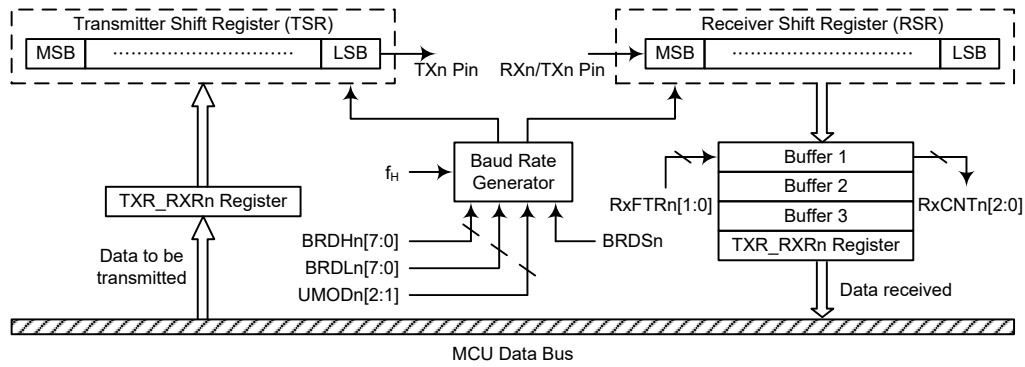 Transmitter Shift Register (TSR)
MSB
LSB
TXn Pin
RXn/TXn Pin
Receiver Shift Register (RSR)
MSB
LSB
Baud Rate
Generator
fH
BRDHn[7:0]
BRDLn[7:0]
UMODn[2:1]
BRDSn
TXR_RXRn Register
Data to be
transmitted
Buffer 1
Buffer 2
Buffer 3
TXR_RXRn Register
RxFTRn[1:0]
RxCNTn[2:0]
Data received
MCU Data Bus